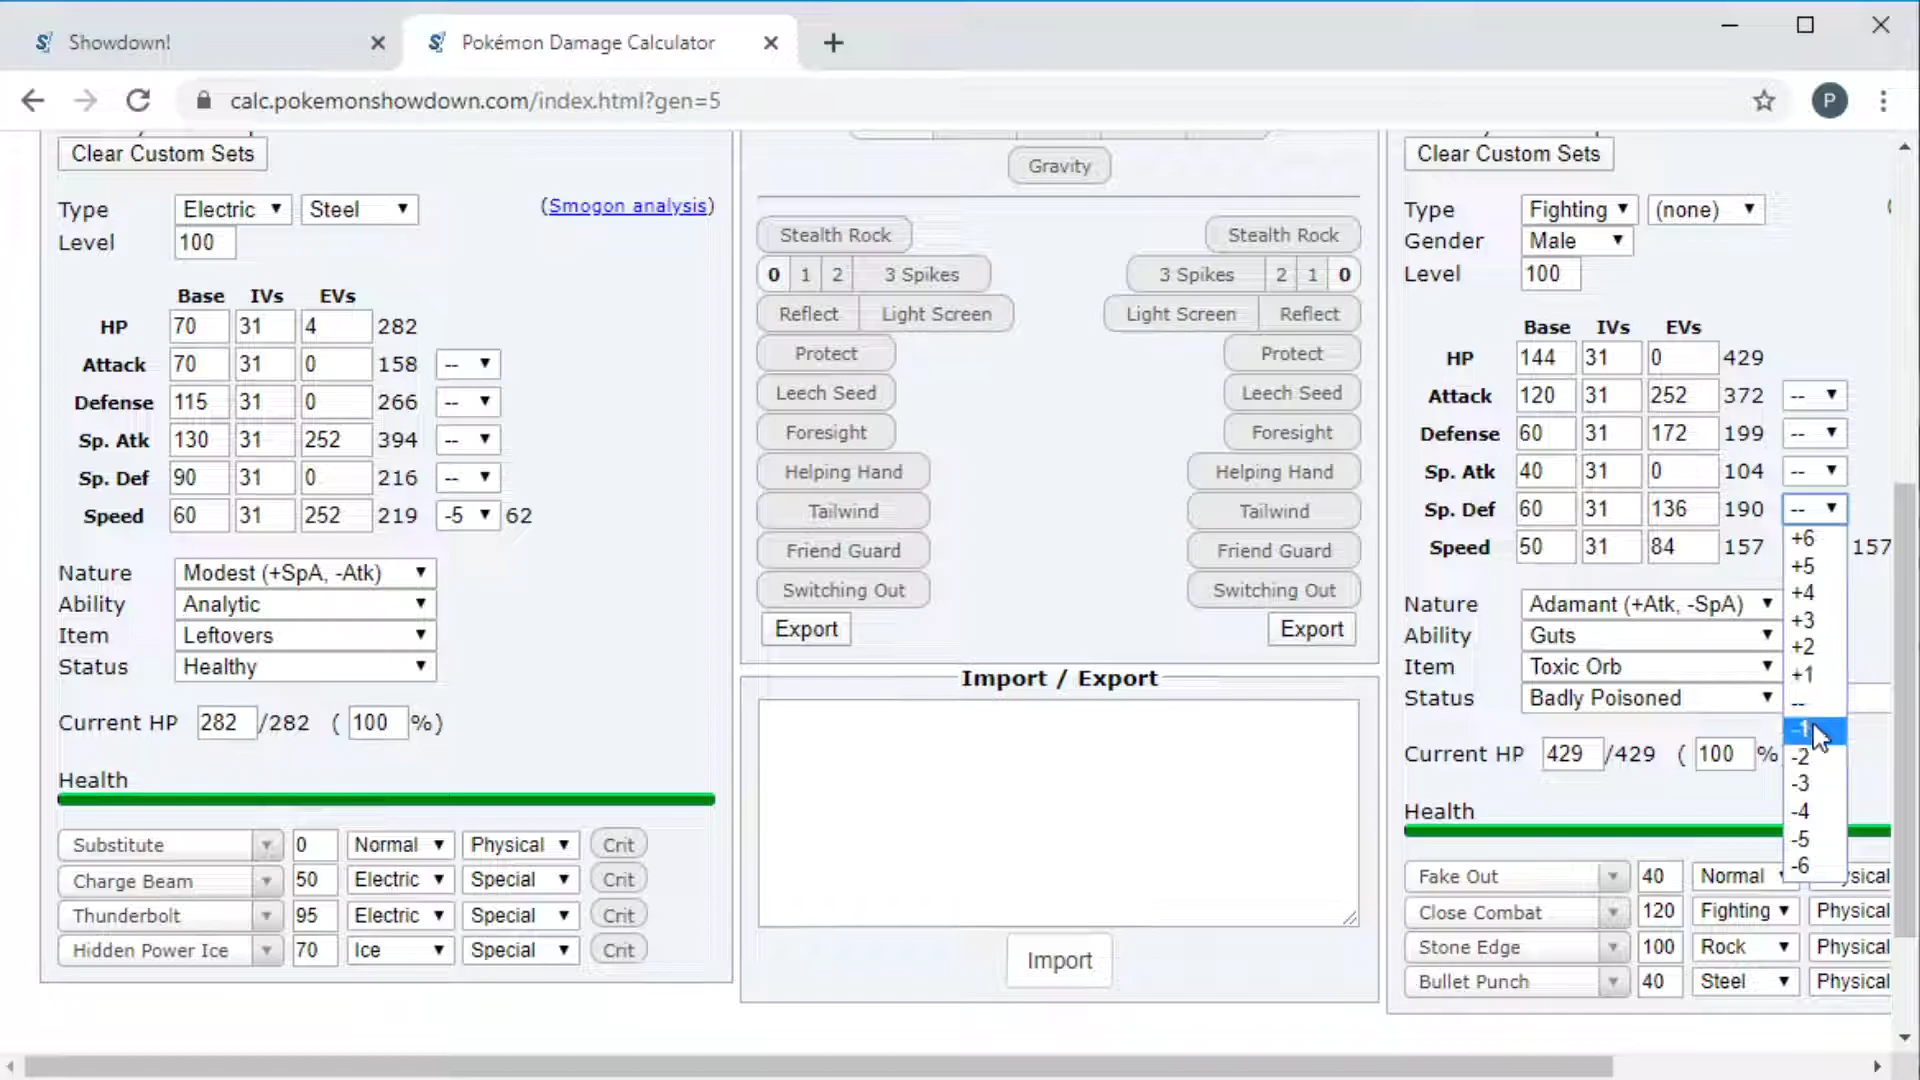 Showdown!
Pokémon Damage Calculator
calc.pokemonshowdown.com/index.html?gen=5
P
Clear Custom Sets
Type Electric Steel (Smogon analysis)
Level 100
Base IVs EVs
HP 70 31 4 282
Attack 70 31 0 158 --
Defense 115 31 0 266 --
Sp. Atk 130 31 252 394 --
Sp. Def 90 31 0 216 --
Speed 60 31 252 219 -5 62
Nature Modest (+SpA, -Atk)
Ability Analytic
Item Leftovers
Status Healthy
Current HP 282/282 (100%)
Health
Substitute 0 Normal Physical Crit
Charge Beam 50 Electric Special Crit
Thunderbolt 95 Electric Special Crit
Hidden Power Ice 70 Ice Special Crit
Gravity
Stealth Rock Stealth Rock
0 1 2 3 Spikes 3 Spikes 2 1 0
Reflect Light Screen Light Screen Reflect
Protect Protect
Leech Seed Leech Seed
Foresight Foresight
Helping Hand Helping Hand
Tailwind Tailwind
Friend Guard Friend Guard
Switching Out Switching Out
Export Export
Import / Export
Import
Clear Custom Sets
Type Fighting (none) (
Gender Male
Level 100
Base IVs EVs
HP 144 31 0 429
Attack 120 31 252 372 --
Defense 60 31 172 199 --
Sp. Atk 40 31 0 104 --
Sp. Def 60 31 136 190 --
Speed 50 31 84 157 157
+6
+5
+4
+3
+2
+1
--
-1
-2
-3
-4
-5
-6
Nature Adamant (+Atk, -SpA)
Ability Guts
Item Toxic Orb
Status Badly Poisoned
Current HP 429/429 (100%
Health
Fake Out 40 Normal ysical
Close Combat 120 Fighting Physical
Stone Edge 100 Rock Physical
Bullet Punch 40 Steel Physical